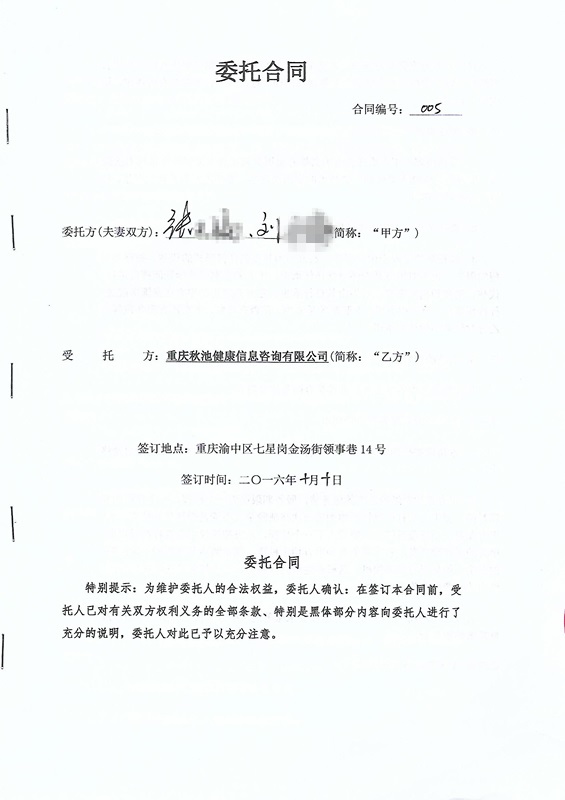 委托合同
合同编号：005
委托方(夫妻双方)：张 、刘 简称：“甲方”)
受托方：重庆秋池健康信息咨询有限公司(简称：“乙方”)
签订地点：重庆渝中区七星岗金汤街领事巷14号
签订时间：二〇一六年十月十日
委托合同
特别提示：为维护委托人的合法权益，委托人确认：在签订本合同前，受
托人已对有关双方权利义务的全部条款、特别是黑体部分内容向委托人进行了
充分的说明，委托人对此已予以充分注意。